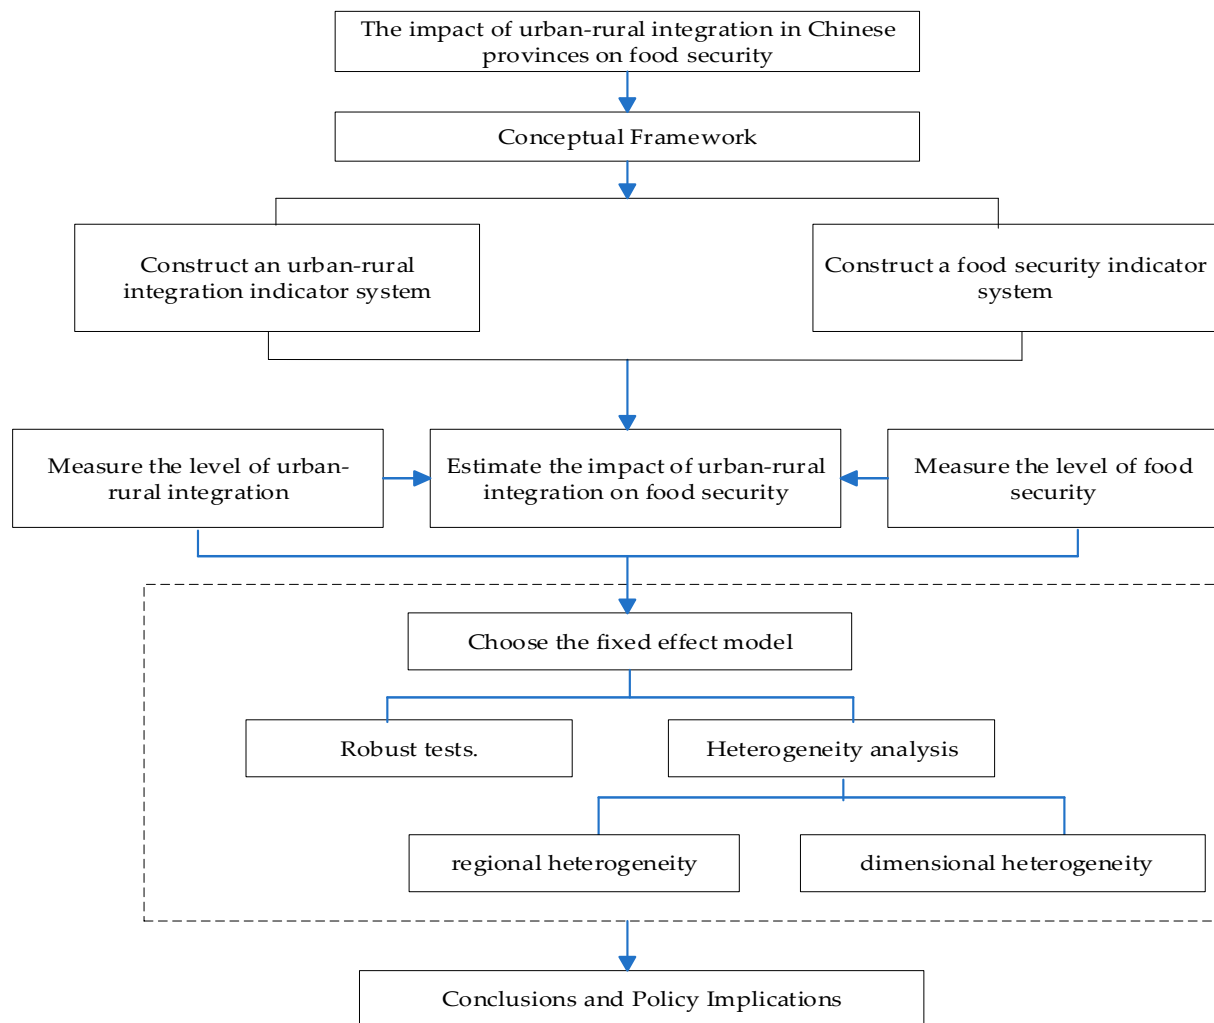 The impact of urban-rural integration in Chinese
provinces on food security
Conceptual Framework
Construct an urban-rural
integration indicator system
Construct a food security indicator
system
Measure the level of urban-
rural integration
Estimate the impact of urban-rural
integration on food security
Measure the level of food
security
Choose the fixed effect model
Robust tests.
Heterogeneity analysis
regional heterogeneity
dimensional heterogeneity
Conclusions and Policy Implications